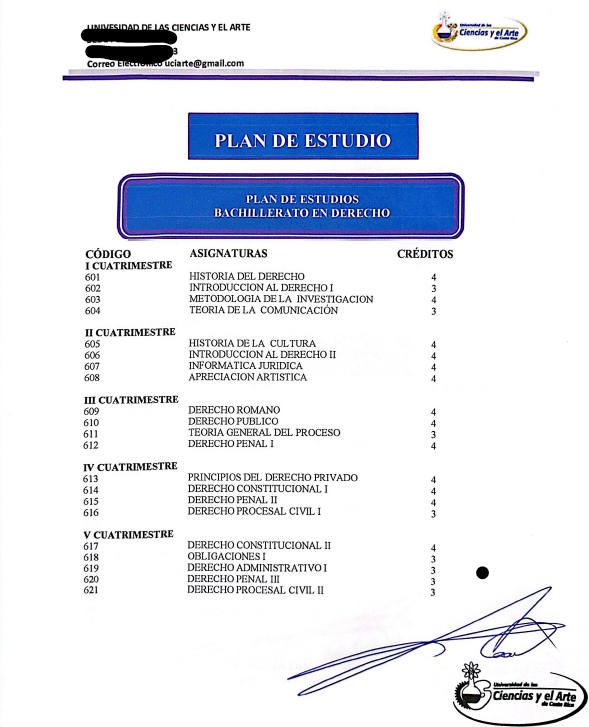 UNIVESIDAD DE LAS CIENCIAS Y EL ARTE
3
Correo Electrónico uciarte@gmail.com
Universidad de las
Ciencias y el Arte
de Costa Rica
PLAN DE ESTUDIO
PLAN DE ESTUDIOS
BACHILLERATO EN DERECHO
CÓDIGO ASIGNATURAS CRÉDITOS
I CUATRIMESTRE
601 HISTORIA DEL DERECHO 4
602 INTRODUCCION AL DERECHO I 3
603 METODOLOGIA DE LA INVESTIGACION 4
604 TEORIA DE LA COMUNICACIÓN 3
II CUATRIMESTRE
605 HISTORIA DE LA CULTURA 4
606 INTRODUCCION AL DERECHO II 4
607 INFORMATICA JURIDICA 4
608 APRECIACION ARTISTICA 4
III CUATRIMESTRE
609 DERECHO ROMANO 4
610 DERECHO PUBLICO 4
611 TEORIA GENERAL DEL PROCESO 3
612 DERECHO PENAL I 4
IV CUATRIMESTRE
613 PRINCIPIOS DEL DERECHO PRIVADO 4
614 DERECHO CONSTITUCIONAL I 4
615 DERECHO PENAL II 4
616 DERECHO PROCESAL CIVIL I 3
V CUATRIMESTRE
617 DERECHO CONSTITUCIONAL II 4
618 OBLIGACIONES I 3
619 DERECHO ADMINISTRATIVO I 3
620 DERECHO PENAL III 3
621 DERECHO PROCESAL CIVIL II 3
Universidad de las
Ciencias y el Arte
de Costa Rica